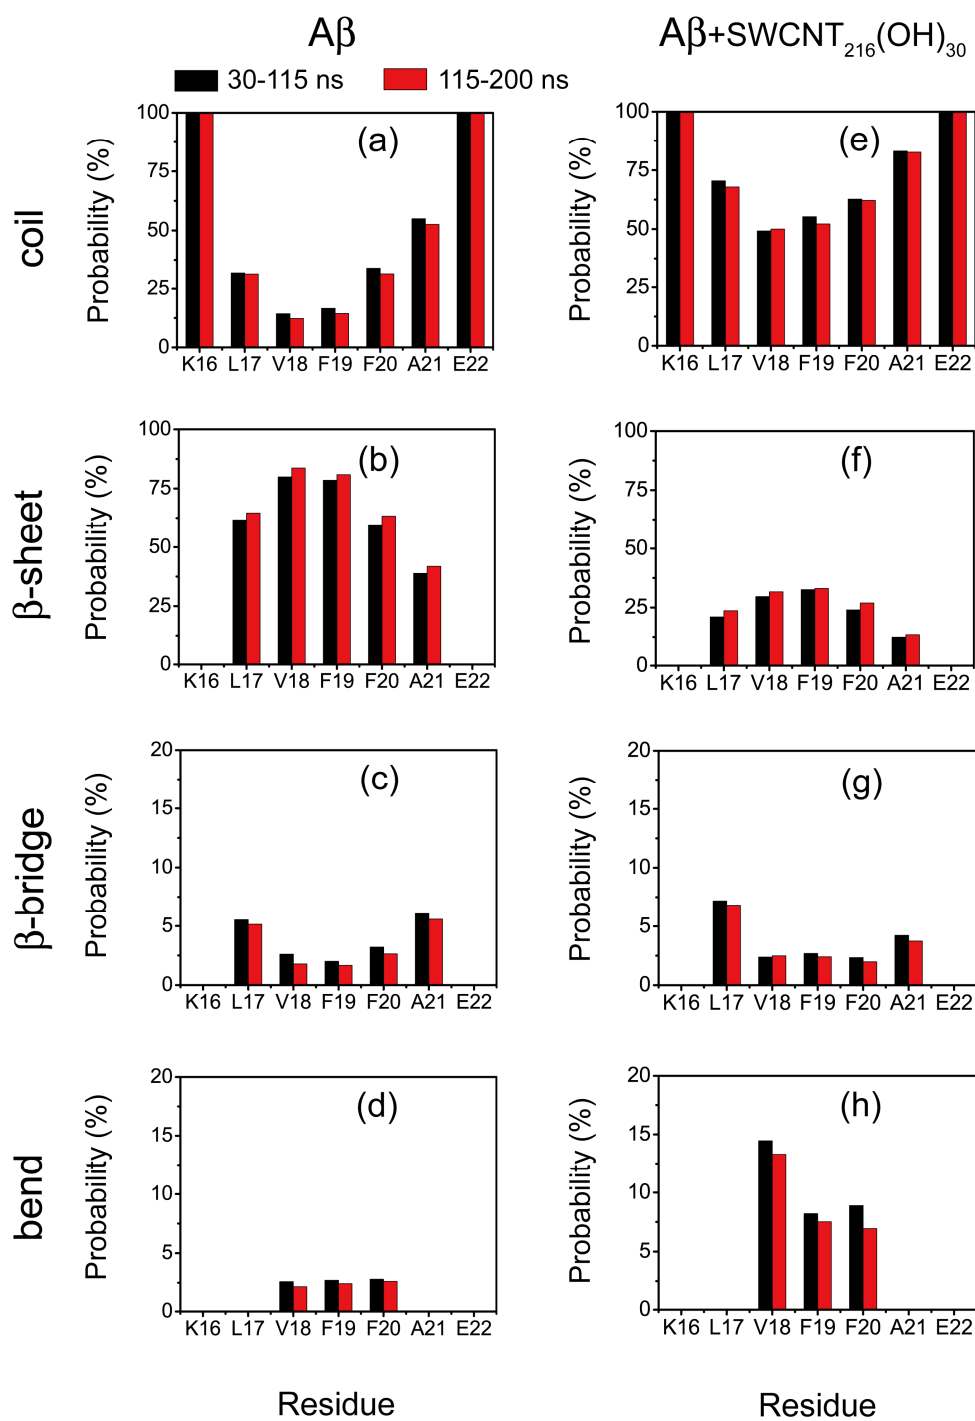 Aβ
Aβ+SWCNT₂₁₆(OH)₃₀
30-115 ns
115-200 ns
coil
Probability (%)
100
75
50
25
0
(a)
K16 L17 V18 F19 F20 A21 E22
Probability (%)
100
75
50
25
0
(e)
K16 L17 V18 F19 F20 A21 E22
β-sheet
Probability (%)
100
75
50
25
0
(b)
K16 L17 V18 F19 F20 A21 E22
Probability (%)
100
75
50
25
0
(f)
K16 L17 V18 F19 F20 A21 E22
β-bridge
Probability (%)
20
15
10
5
0
(c)
K16 L17 V18 F19 F20 A21 E22
Probability (%)
20
15
10
5
0
(g)
K16 L17 V18 F19 F20 A21 E22
bend
Probability (%)
20
15
10
5
0
(d)
K16 L17 V18 F19 F20 A21 E22
Probability (%)
20
15
10
5
0
(h)
K16 L17 V18 F19 F20 A21 E22
Residue
Residue